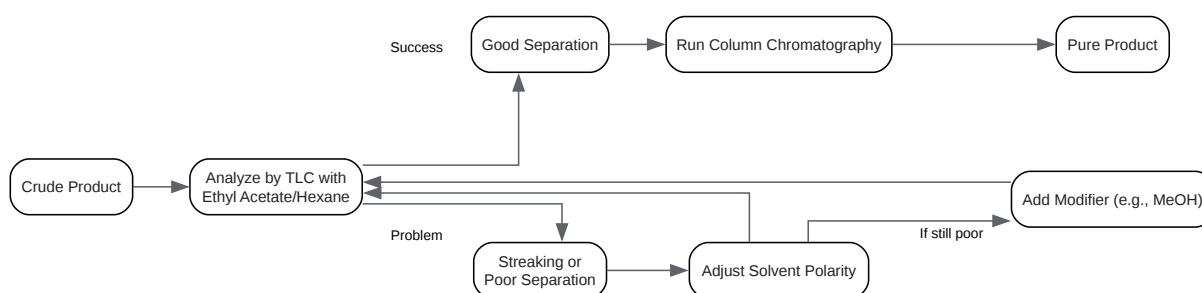 Success
Good Separation
Run Column Chromatography
Pure Product
Crude Product
Analyze by TLC with
Ethyl Acetate/Hexane
Add Modifier (e.g., MeOH)
Problem
If still poor
Streaking or
Poor Separation
Adjust Solvent Polarity